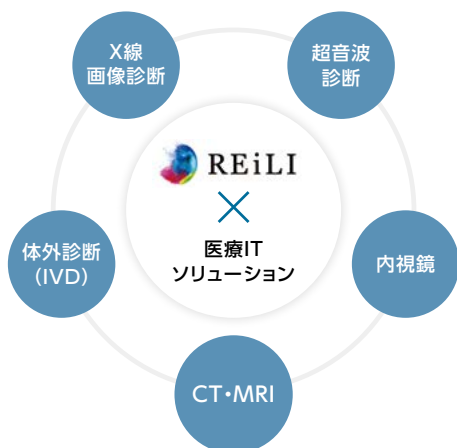 X線
画像診断
超音波
診断
REiLI
×
医療IT
ソリューション
体外診断
(IVD)
内視鏡
CT・MRI